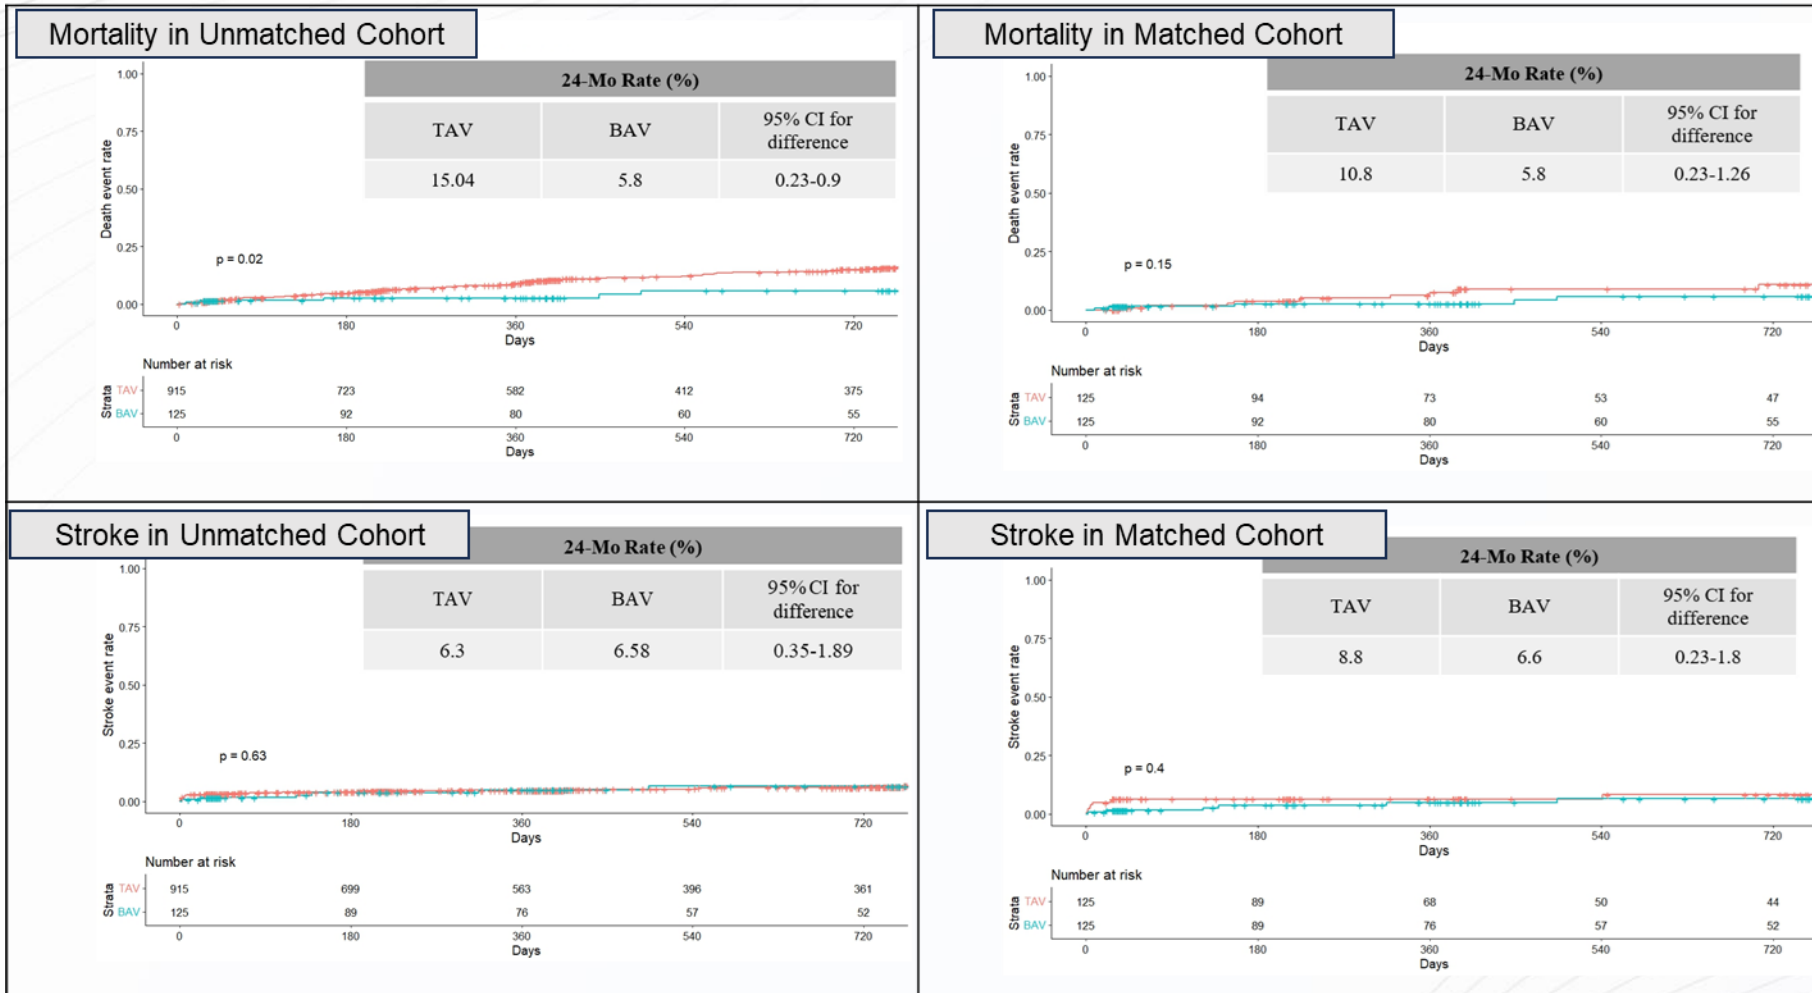 Mortality in Unmatched Cohort
24-Mo Rate (%)
TAV BAV 95% CI for
difference
15.04 5.8 0.23-0.9
Death event rate
1.00
0.75
0.50
0.25
0.00
p = 0.02
0 180 360 540 720
Days
Number at risk
Strata
TAV 915 723 582 412 375
BAV 125 92 80 60 55
0 180 360 540 720
Days
Mortality in Matched Cohort
24-Mo Rate (%)
TAV BAV 95% CI for
difference
10.8 5.8 0.23-1.26
Death event rate
1.00
0.75
0.50
0.25
0.00
p = 0.15
0 180 360 540 720
Days
Number at risk
Strata
TAV 125 94 73 53 47
BAV 125 92 80 60 55
0 180 360 540 720
Days
Stroke in Unmatched Cohort
24-Mo Rate (%)
TAV BAV 95% CI for
difference
6.3 6.58 0.35-1.89
Stroke event rate
1.00
0.75
0.50
0.25
0.00
p = 0.63
0 180 360 540 720
Days
Number at risk
Strata
TAV 915 699 563 396 361
BAV 125 89 76 57 52
0 180 360 540 720
Days
Stroke in Matched Cohort
24-Mo Rate (%)
TAV BAV 95% CI for
difference
8.8 6.6 0.23-1.8
Stroke event rate
1.00
0.75
0.50
0.25
0.00
p = 0.4
0 180 360 540 720
Days
Number at risk
Strata
TAV 125 89 68 50 44
BAV 125 89 76 57 52
0 180 360 540 720
Days